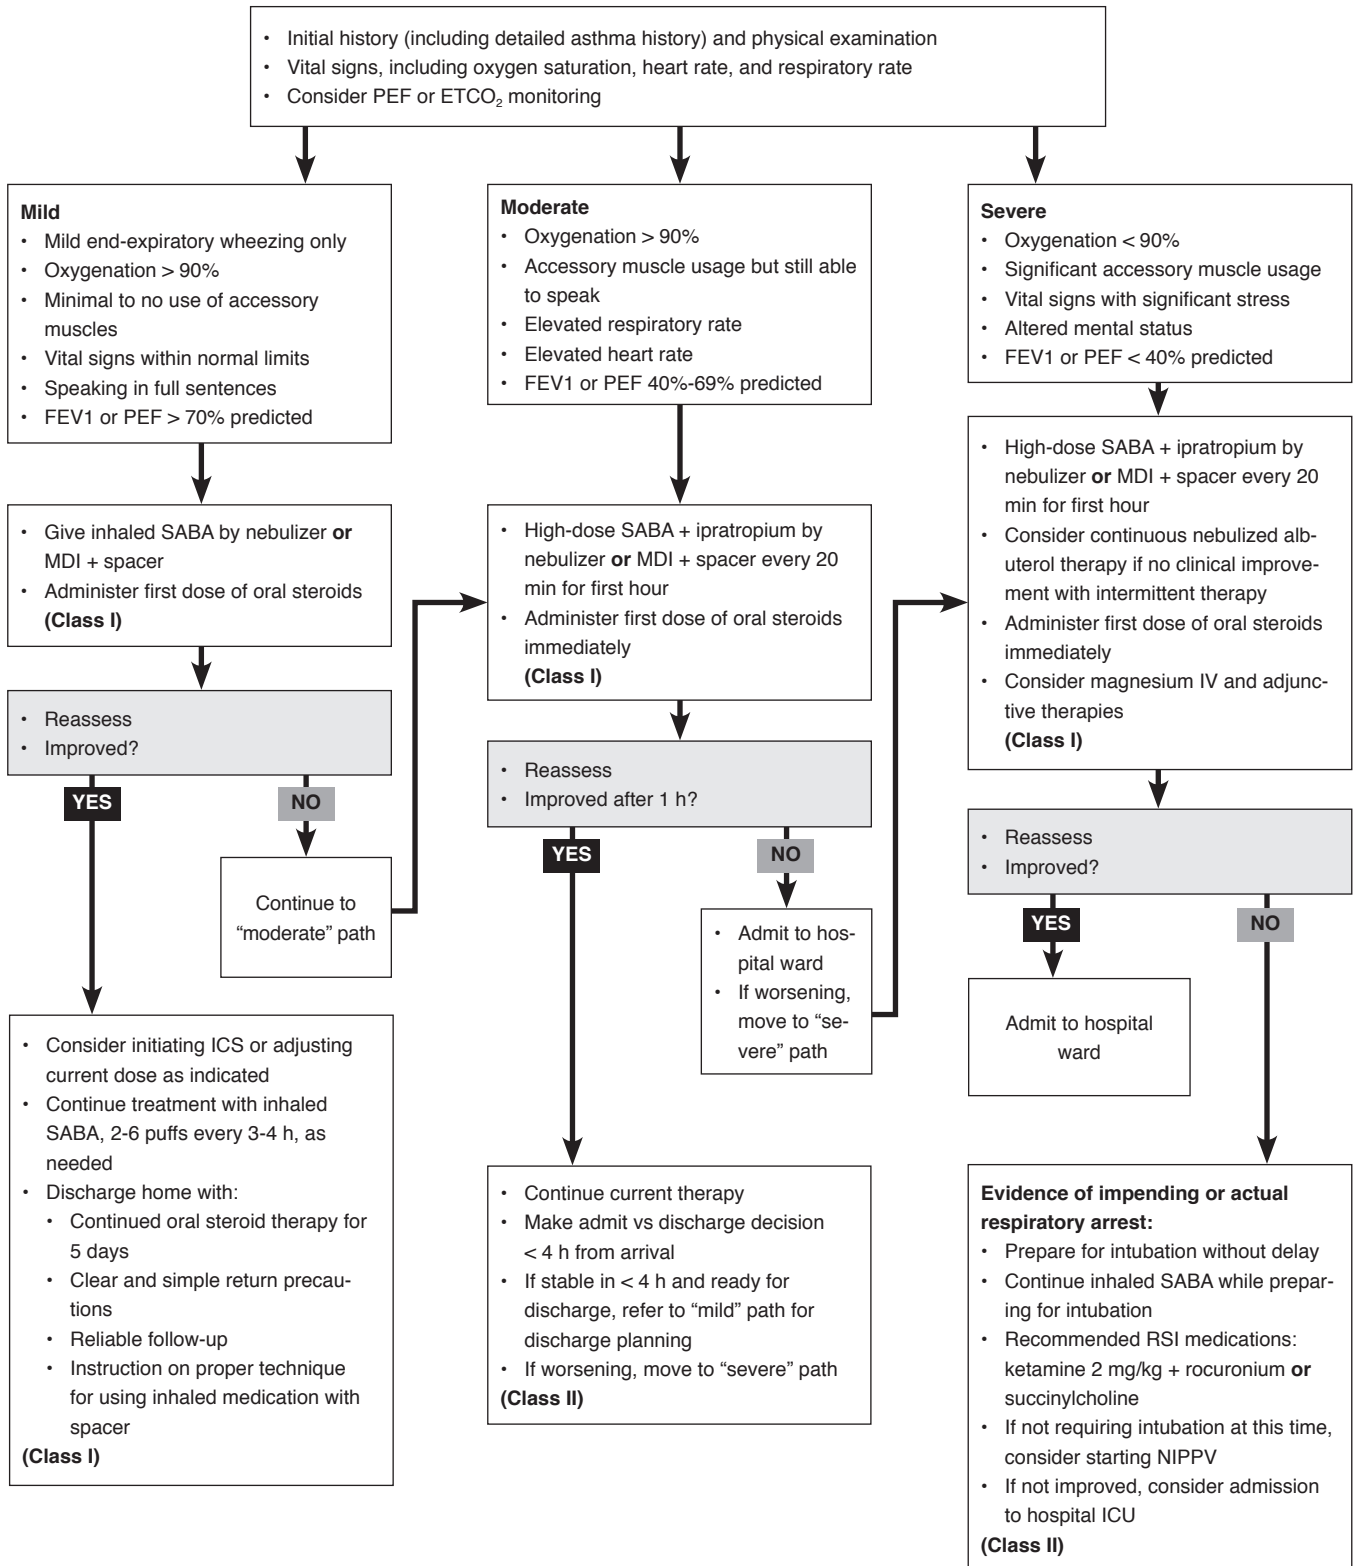 • Initial history (including detailed asthma history) and physical examination
• Vital signs, including oxygen saturation, heart rate, and respiratory rate
• Consider PEF or ETCO₂ monitoring
Mild
• Mild end-expiratory wheezing only
• Oxygenation > 90%
• Minimal to no use of accessory
muscles
• Vital signs within normal limits
• Speaking in full sentences
• FEV1 or PEF > 70% predicted
• Give inhaled SABA by nebulizer or
MDI + spacer
• Administer first dose of oral steroids
(Class I)
• Reassess
• Improved?
YES
NO
Continue to
“moderate” path
• Consider initiating ICS or adjusting
current dose as indicated
• Continue treatment with inhaled
SABA, 2-6 puffs every 3-4 h, as
needed
• Discharge home with:
• Continued oral steroid therapy for
5 days
• Clear and simple return precau-
tions
• Reliable follow-up
• Instruction on proper technique
for using inhaled medication with
spacer
(Class I)
Moderate
• Oxygenation > 90%
• Accessory muscle usage but still able
to speak
• Elevated respiratory rate
• Elevated heart rate
• FEV1 or PEF 40%-69% predicted
• High-dose SABA + ipratropium by
nebulizer or MDI + spacer every 20
min for first hour
• Administer first dose of oral steroids
immediately
(Class I)
• Reassess
• Improved after 1 h?
YES
NO
• Admit to hos-
pital ward
• If worsening,
move to “se-
vere” path
• Continue current therapy
• Make admit vs discharge decision
< 4 h from arrival
• If stable in < 4 h and ready for
discharge, refer to “mild” path for
discharge planning
• If worsening, move to “severe” path
(Class II)
Severe
• Oxygenation < 90%
• Significant accessory muscle usage
• Vital signs with significant stress
• Altered mental status
• FEV1 or PEF < 40% predicted
• High-dose SABA + ipratropium by
nebulizer or MDI + spacer every 20
min for first hour
• Consider continuous nebulized alb-
uterol therapy if no clinical improve-
ment with intermittent therapy
• Administer first dose of oral steroids
immediately
• Consider magnesium IV and adjunc-
tive therapies
(Class I)
• Reassess
• Improved?
YES
NO
Admit to hospital
ward
Evidence of impending or actual
respiratory arrest:
• Prepare for intubation without delay
• Continue inhaled SABA while prepar-
ing for intubation
• Recommended RSI medications:
ketamine 2 mg/kg + rocuronium or
succinylcholine
• If not requiring intubation at this time,
consider starting NIPPV
• If not improved, consider admission
to hospital ICU
(Class II)